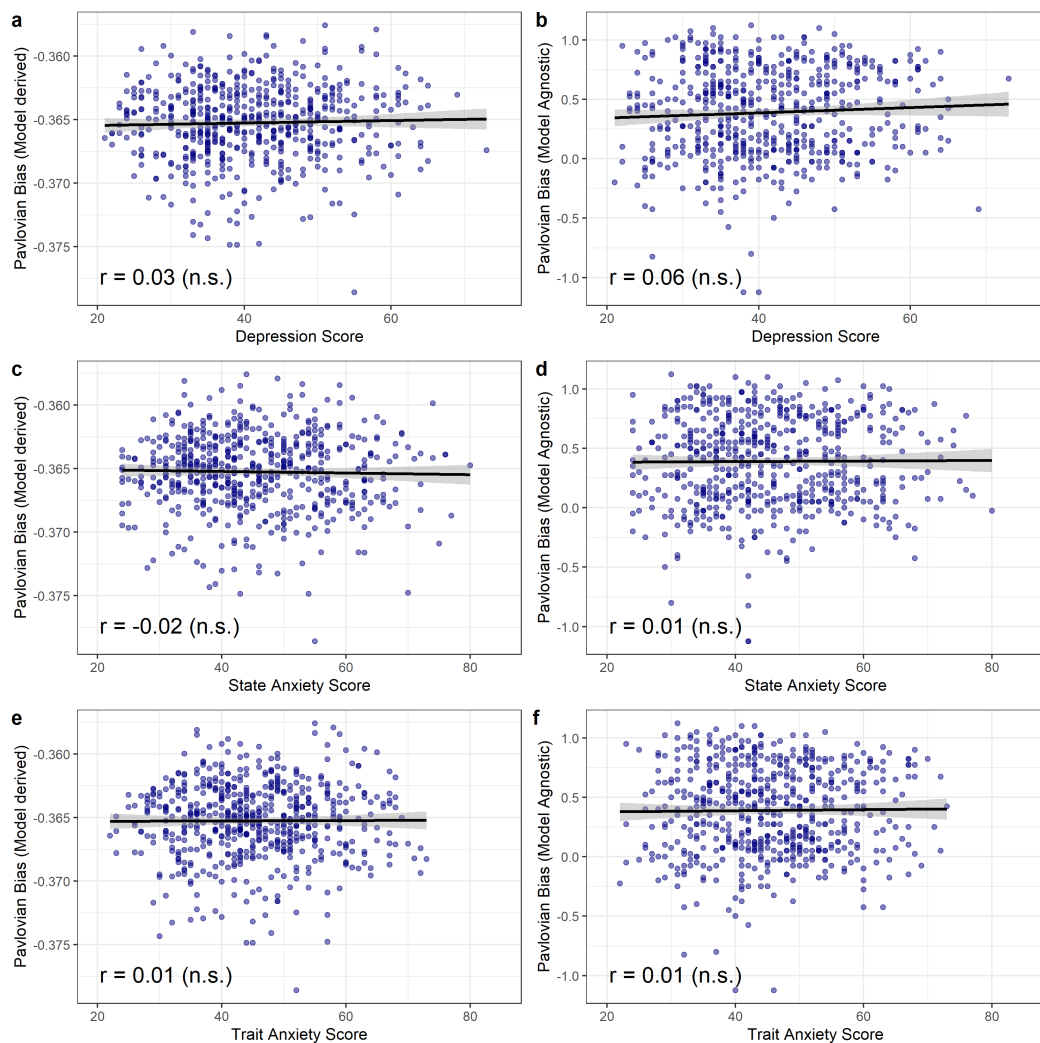 a
Pavlovian Bias (Model derived)
-0.360
-0.365
-0.370
-0.375
r = 0.03 (n.s.)
20
40
60
Depression Score
b
Pavlovian Bias (Model Agnostic)
1.0
0.5
0.0
-0.5
-1.0
r = 0.06 (n.s.)
20
40
60
Depression Score
c
Pavlovian Bias (Model derived)
-0.360
-0.365
-0.370
-0.375
r = -0.02 (n.s.)
20
40
60
80
State Anxiety Score
d
Pavlovian Bias (Model Agnostic)
1.0
0.5
0.0
-0.5
-1.0
r = 0.01 (n.s.)
20
40
60
80
State Anxiety Score
e
Pavlovian Bias (Model derived)
-0.360
-0.365
-0.370
-0.375
r = 0.01 (n.s.)
20
40
60
80
Trait Anxiety Score
f
Pavlovian Bias (Model Agnostic)
1.0
0.5
0.0
-0.5
-1.0
r = 0.01 (n.s.)
20
40
60
80
Trait Anxiety Score